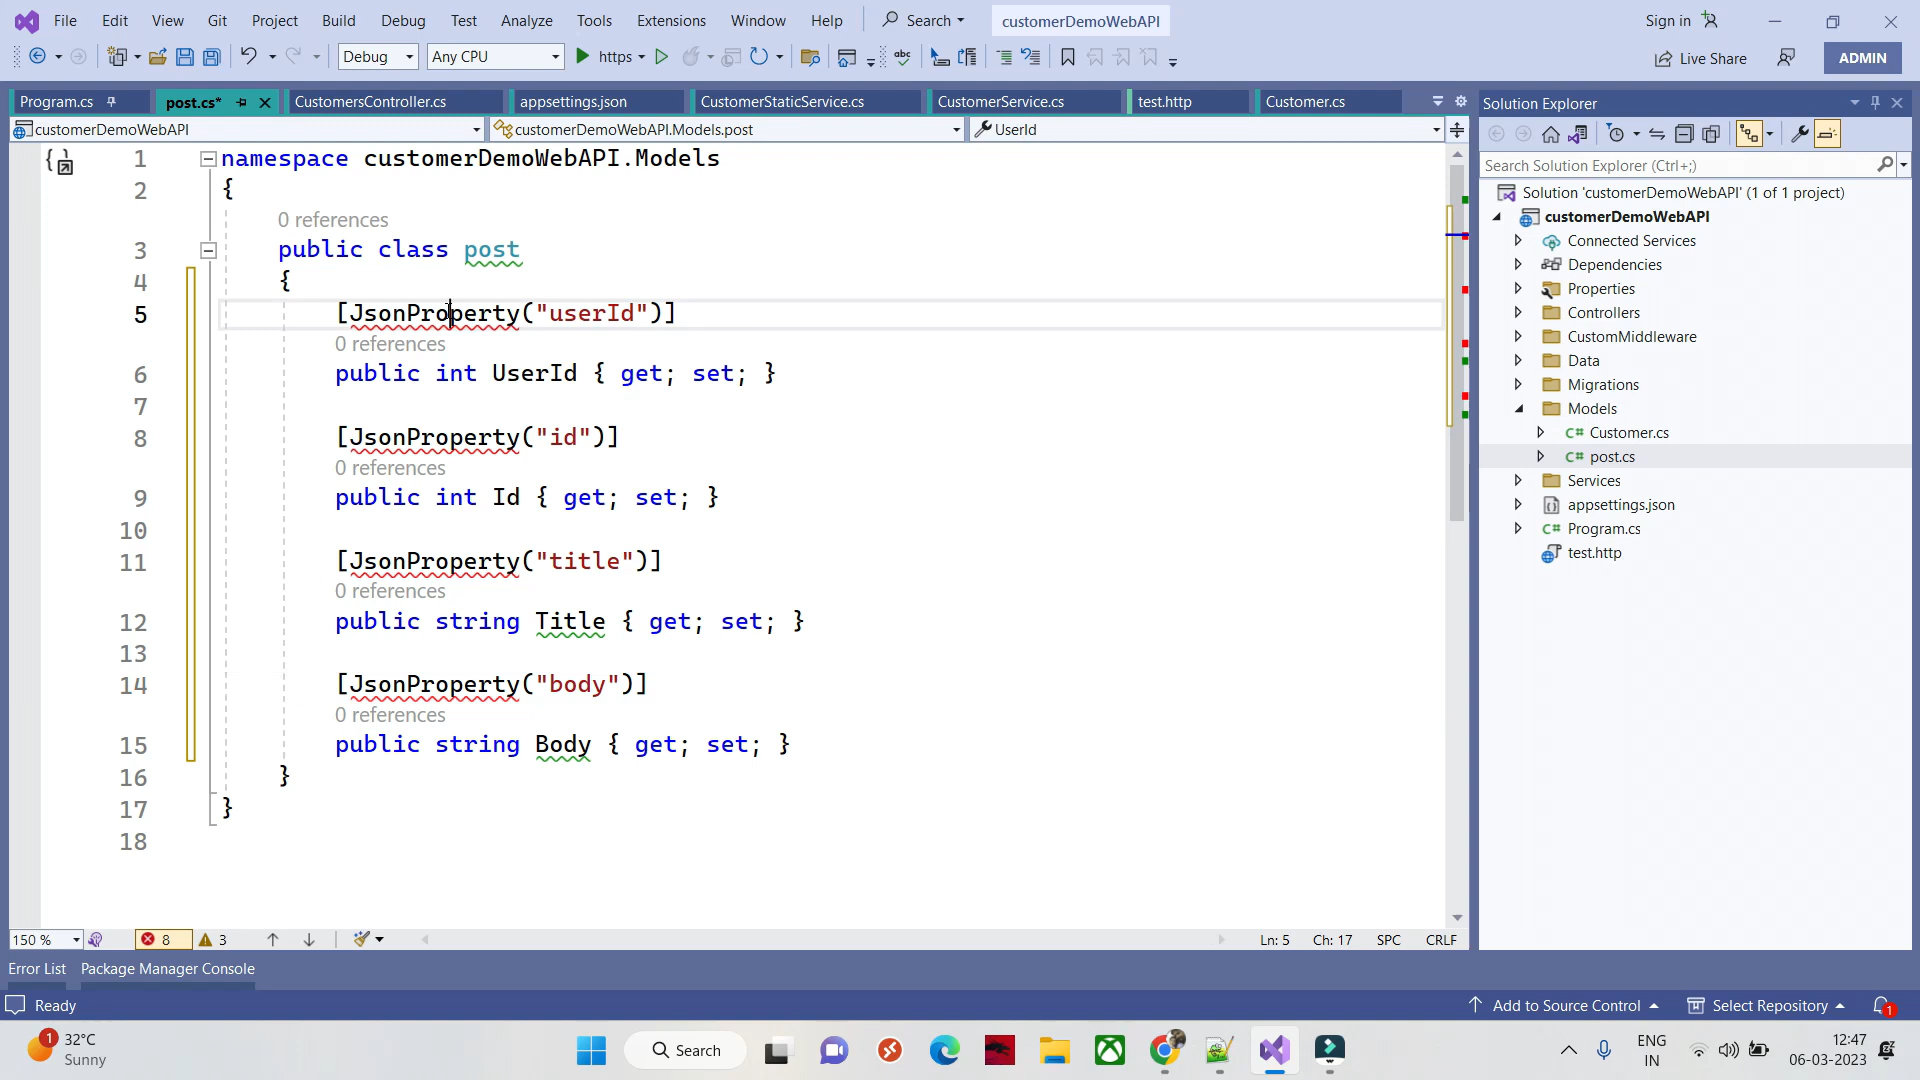 File Edit View Git Project Build Debug Test Analyze Tools Extensions Window Help Search customerDemoWebAPI Sign in
Debug Any CPU https abc Live Share ADMIN
Program.cs post.cs* CustomersController.cs appsettings.json CustomerStaticService.cs CustomerService.cs test.http Customer.cs
customerDemoWebAPI customerDemoWebAPI.Models.post UserId
1 namespace customerDemoWebAPI.Models
2 {
0 references
3 public class post
4 {
5 [JsonProperty("userId")]
0 references
6 public int UserId { get; set; }
7
8 [JsonProperty("id")]
0 references
9 public int Id { get; set; }
10
11 [JsonProperty("title")]
0 references
12 public string Title { get; set; }
13
14 [JsonProperty("body")]
0 references
15 public string Body { get; set; }
16 }
17 }
18
150 % 8 3 Ln: 5 Ch: 17 SPC CRLF
Solution Explorer
Search Solution Explorer (Ctrl+;)
Solution 'customerDemoWebAPI' (1 of 1 project)
customerDemoWebAPI
Connected Services
Dependencies
Properties
Controllers
CustomMiddleware
Data
Migrations
Models
C# Customer.cs
C# post.cs
Services
appsettings.json
C# Program.cs
test.http
Error List Package Manager Console
Ready Add to Source Control Select Repository 1
1 32°C
Sunny
Search
ENG
IN
12:47
06-03-2023